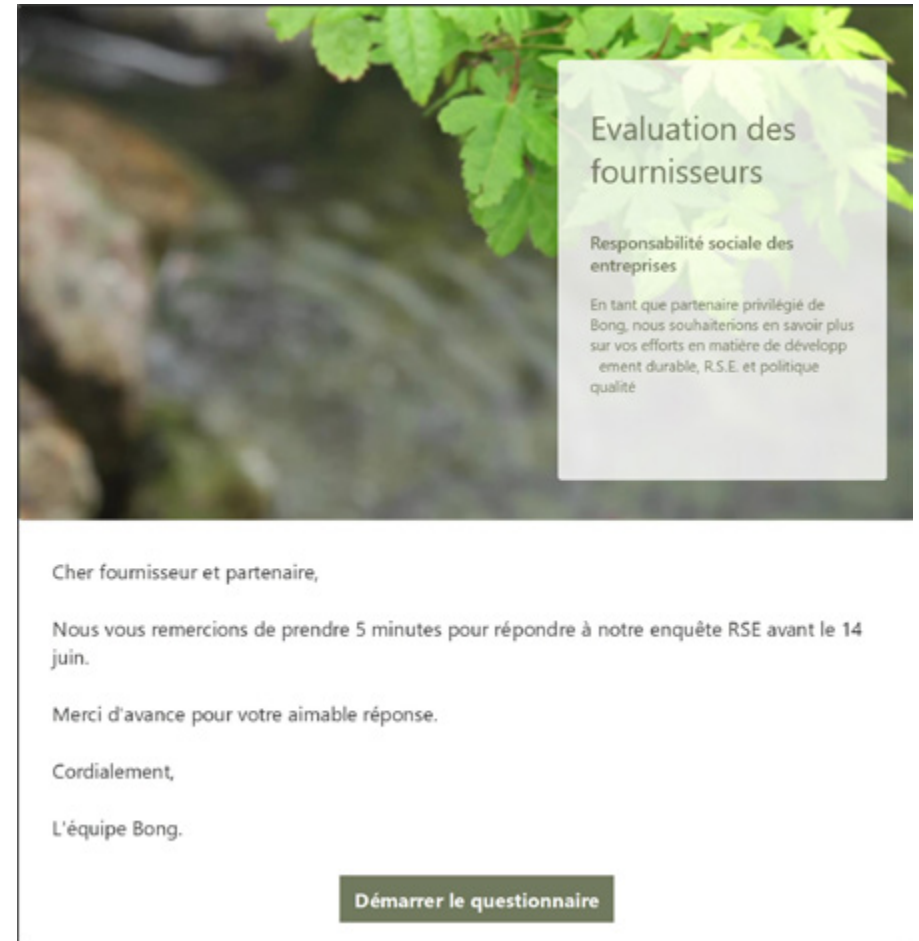 Evaluation des
fournisseurs
Responsabilité sociale des
entreprises
En tant que partenaire privilégié de
Bong, nous souhaiterions en savoir plus
sur vos efforts en matière de développ
ement durable, R.S.E. et politique
qualité
Cher fournisseur et partenaire,
Nous vous remercions de prendre 5 minutes pour répondre à notre enquête RSE avant le 14
juin.
Merci d'avance pour votre aimable réponse.
Cordialement,
L'équipe Bong.
Démarrer le questionnaire